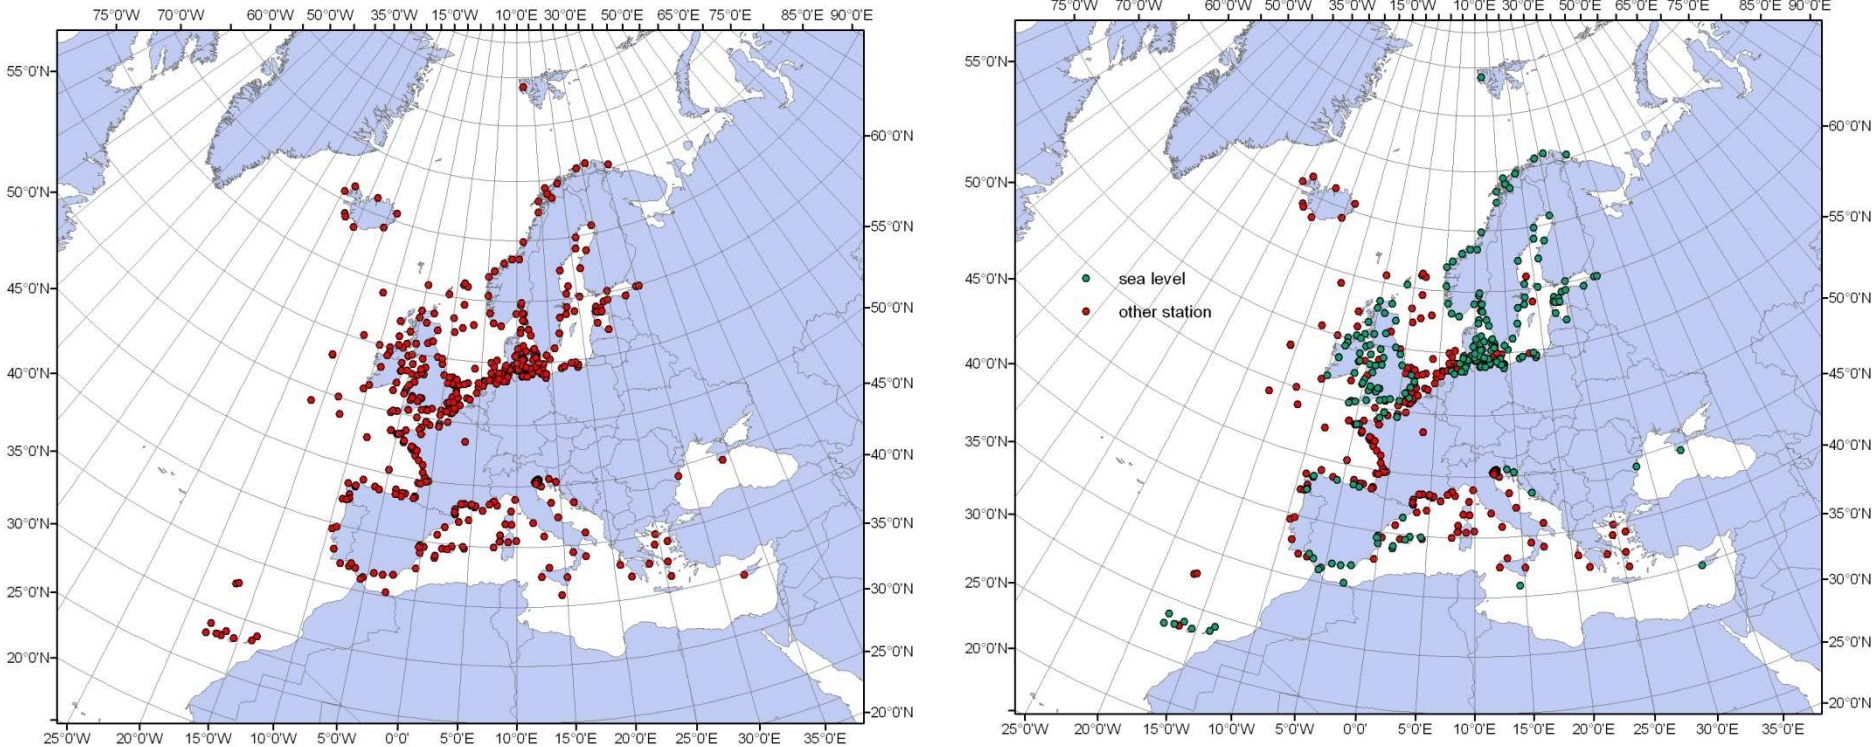 75°0'W 70°0'W 60°0'W 50°0'W 35°0'W 15°0'W 10°0'E 30°0'E 50°0'E 65°0'E 75°0'E 85°0'E 90°0'E
55°0'N
50°0'N
45°0'N
40°0'N
35°0'N
30°0'N
25°0'N
20°0'N
60°0'N
55°0'N
50°0'N
45°0'N
40°0'N
35°0'N
30°0'N
25°0'N
20°0'N
25°0'W 20°0'W 15°0'W 10°0'W 5°0'W 0°0' 5°0'E 10°0'E 15°0'E 20°0'E 25°0'E 30°0'E 35°0'E
75°0'W 70°0'W 60°0'W 50°0'W 35°0'W 15°0'W 10°0'E 30°0'E 50°0'E 65°0'E 75°0'E 85°0'E 90°0'E
55°0'N
50°0'N
45°0'N
40°0'N
35°0'N
30°0'N
25°0'N
20°0'N
sea level
other station
60°0'N
55°0'N
50°0'N
45°0'N
40°0'N
35°0'N
30°0'N
25°0'N
20°0'N
25°0'W 20°0'W 15°0'W 10°0'W 5°0'W 0°0' 5°0'E 10°0'E 15°0'E 20°0'E 25°0'E 30°0'E 35°0'E